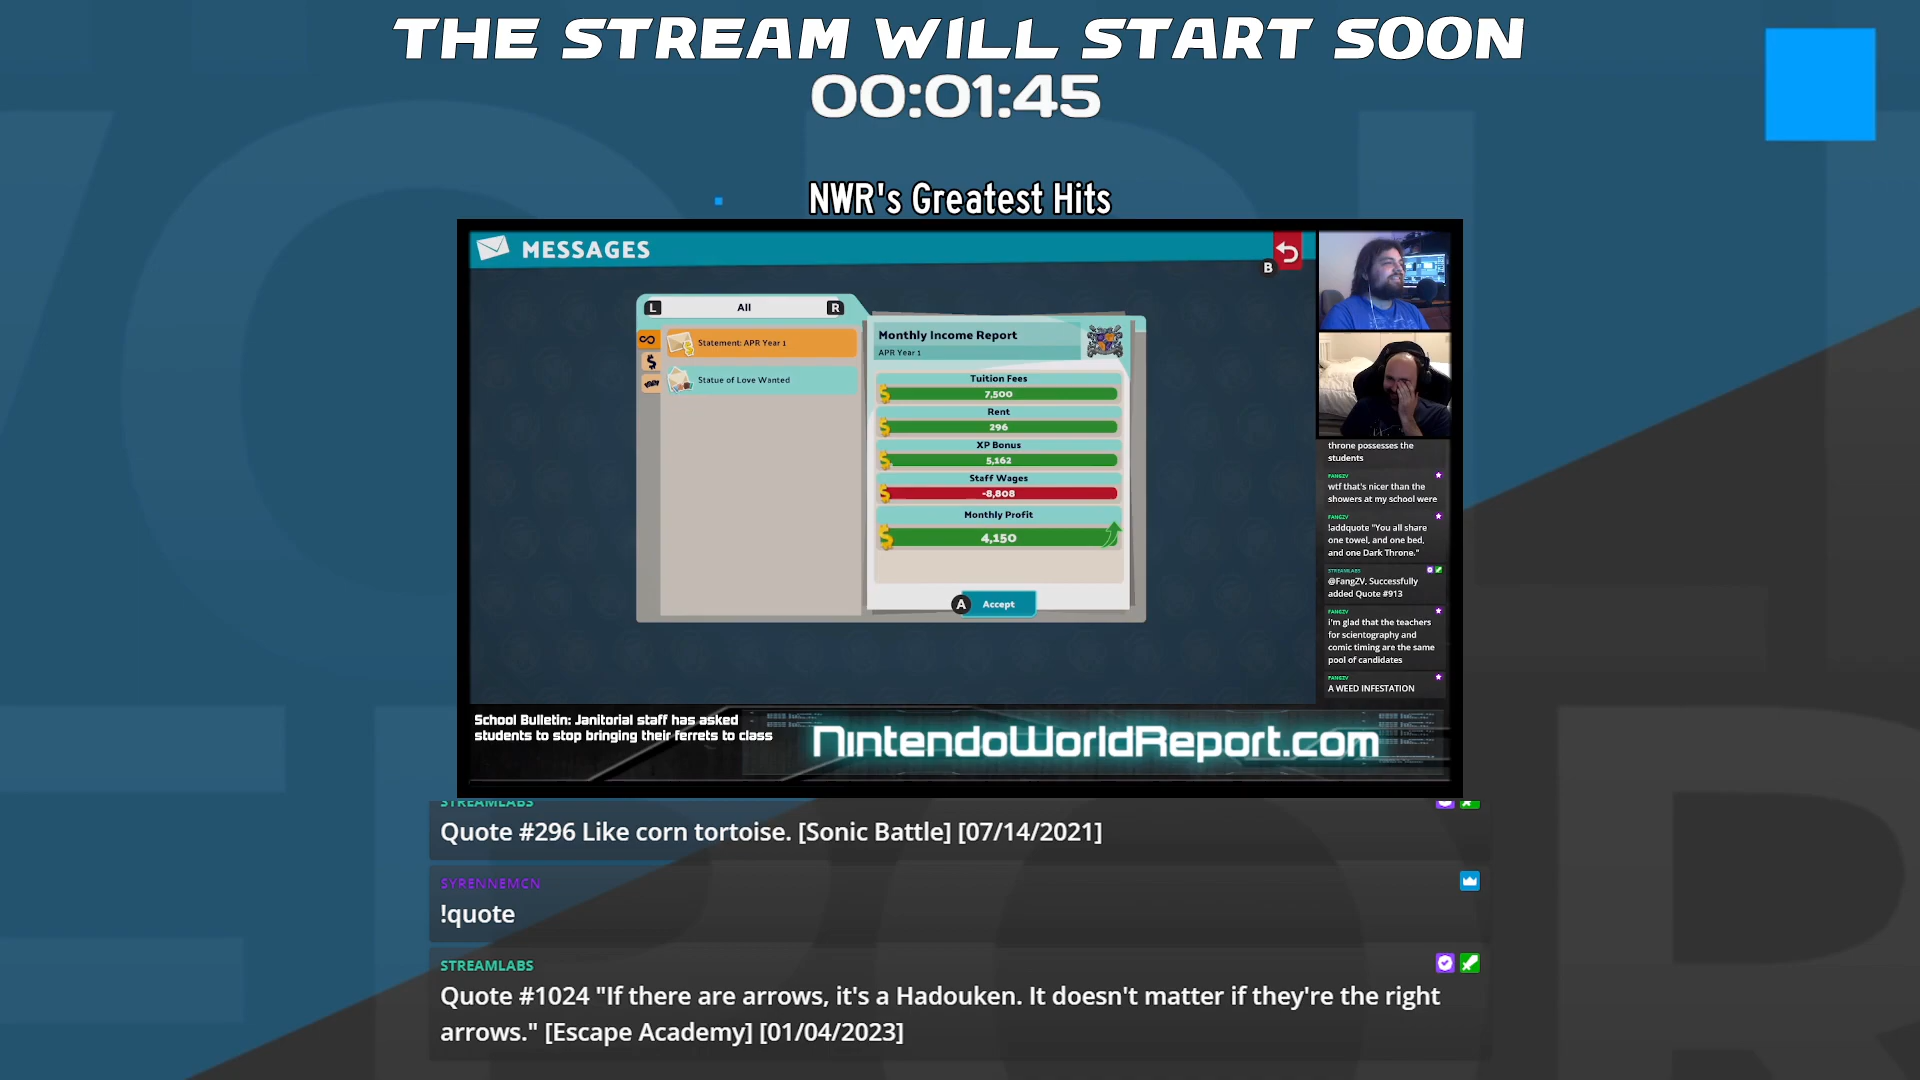 THE STREAM WILL START SOON
00:01:45
NWR's Greatest Hits
MESSAGES
B
L
All
R
Statement: APR Year 1
Statue of Love Wanted
Monthly Income Report
APR Year 1
Tuition Fees
7,500
Rent
296
XP Bonus
5,162
Staff Wages
-8,808
Monthly Profit
4,150
A
Accept
throne possesses the
students
FANGZV
wtf that's nicer than the
showers at my school were
FANGZV
!addquote "You all share
one towel, and one bed,
and one Dark Throne."
STREAMLABS
@FangZV, Successfully
added Quote #913
FANGZV
i'm glad that the teachers
for scientography and
comic timing are the same
pool of candidates
FANGZV
A WEED INFESTATION
School Bulletin: Janitorial staff has asked
students to stop bringing their ferrets to class
NintendoWorldReport.com
STREAMLABS
Quote #296 Like corn tortoise. [Sonic Battle] [07/14/2021]
SYRENNEMCN
!quote
STREAMLABS
Quote #1024 "If there are arrows, it's a Hadouken. It doesn't matter if they're the right
arrows." [Escape Academy] [01/04/2023]